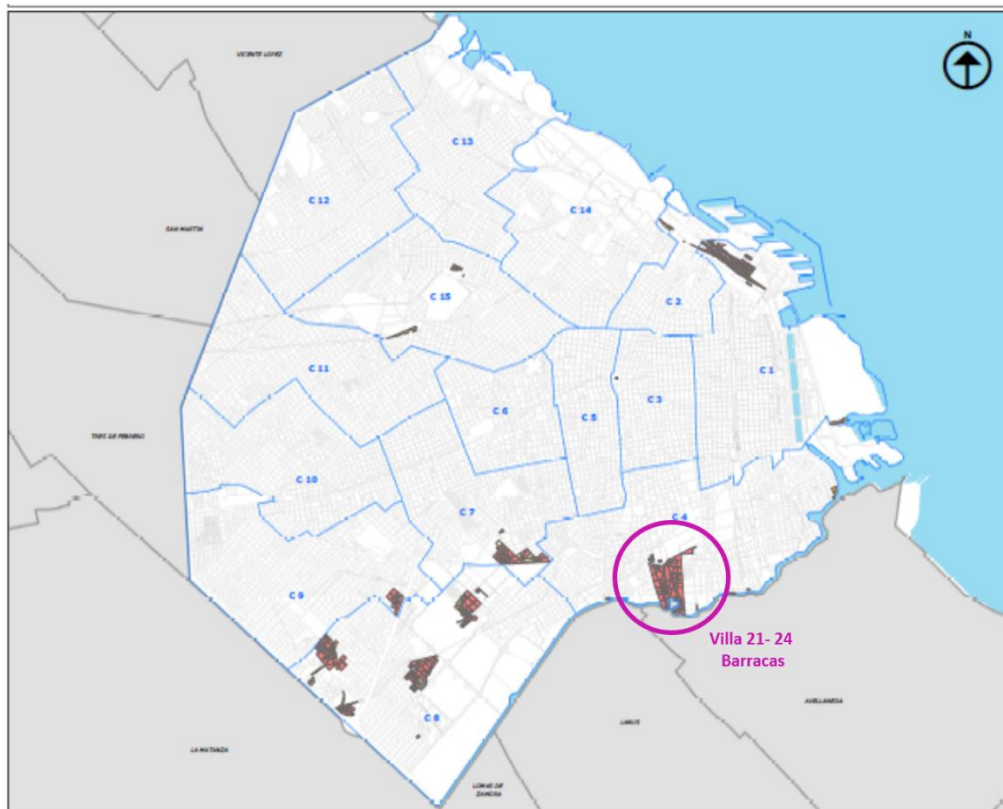 VICENTE LOPEZ
N
C 13
C 12
C 14
SAN MARTIN
C 15
C 2
C 11
C 1
C 6
C 5
C 3
TRES DE FEBRERO
C 10
C 7
C 4
C 9
Villa 21- 24
Barracas
AVELLANEDA
C 8
LANUS
LA MATANZA
LOMAS DE
ZAMORA